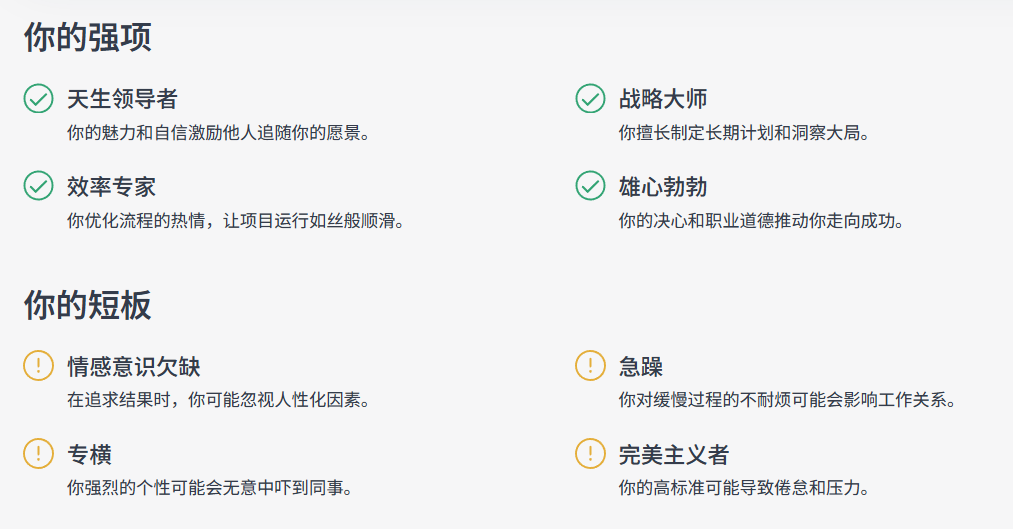 你的强项
天生领导者
你的魅力和自信激励他人追随你的愿景。
战略大师
你擅长制定长期计划和洞察大局。
效率专家
你优化流程的热情，让项目运行如丝般顺滑。
雄心勃勃
你的决心和职业道德推动你走向成功。
你的短板
情感意识欠缺
在追求结果时，你可能忽视人性化因素。
急躁
你对缓慢过程的不耐烦可能会影响工作关系。
专横
你强烈的个性可能会无意中吓到同事。
完美主义者
你的高标准可能导致倦怠和压力。